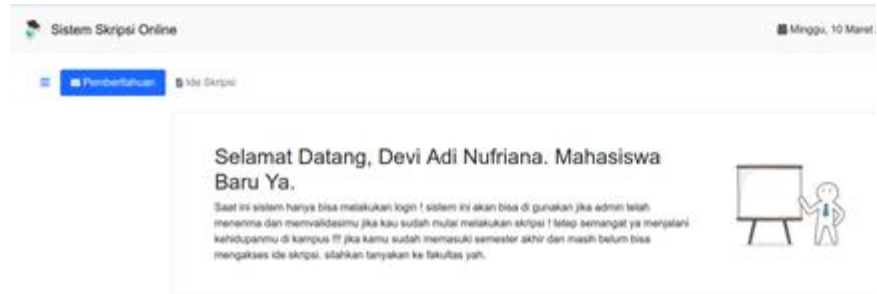 Sistem Skripsi Online
Minggu, 10 Maret
Pemberitahuan
Ide Skripsi
Selamat Datang, Devi Adi Nufriana. Mahasiswa
Baru Ya.
Saat ini sistem hanya bisa melakukan login ! sistem ini akan bisa di gunakan jika admin telah
menerima dan memvalidasimu jika kau sudah mulai melakukan skripsi ! tetep semangat ya menjalani
kehidupanmu di kampus !!! jika kamu sudah memasuki semester akhir dan masih belum bisa
mengakses ide skripsi. silahkan tanyakan ke fakultas yah.